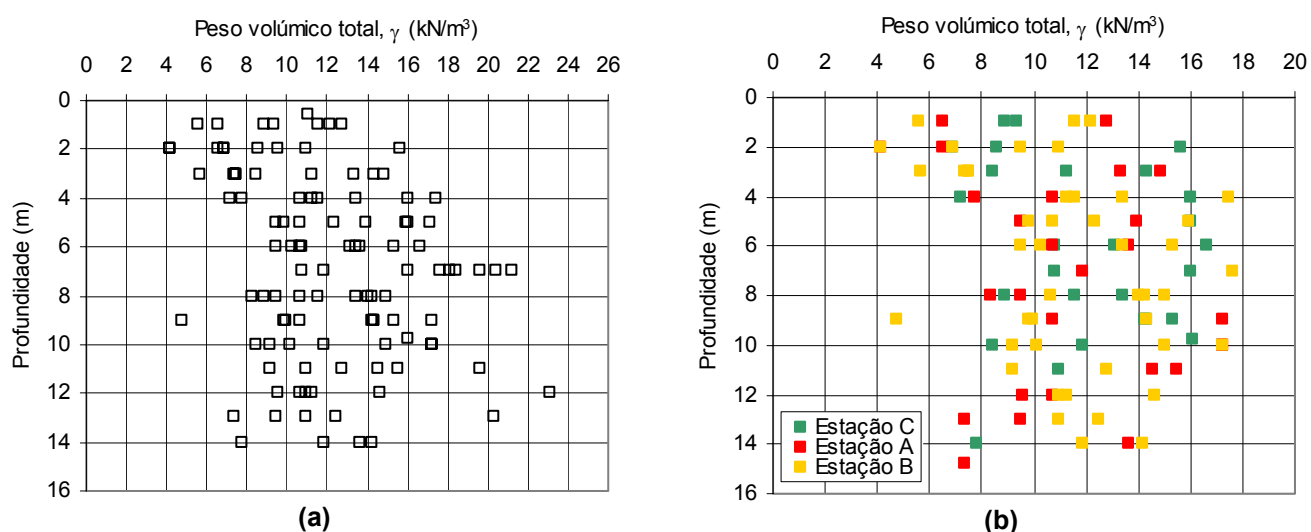 Peso volúmico total, γ (kN/m³)
0 2 4 6 8 10 12 14 16 18 20 22 24 26
0
2
4
6
8
10
12
14
16
Profundidade (m)
(a)
Peso volúmico total, γ (kN/m³)
0 2 4 6 8 10 12 14 16 18 20
0
2
4
6
8
10
12
14
16
Profundidade (m)
Estação C
Estação A
Estação B
(b)